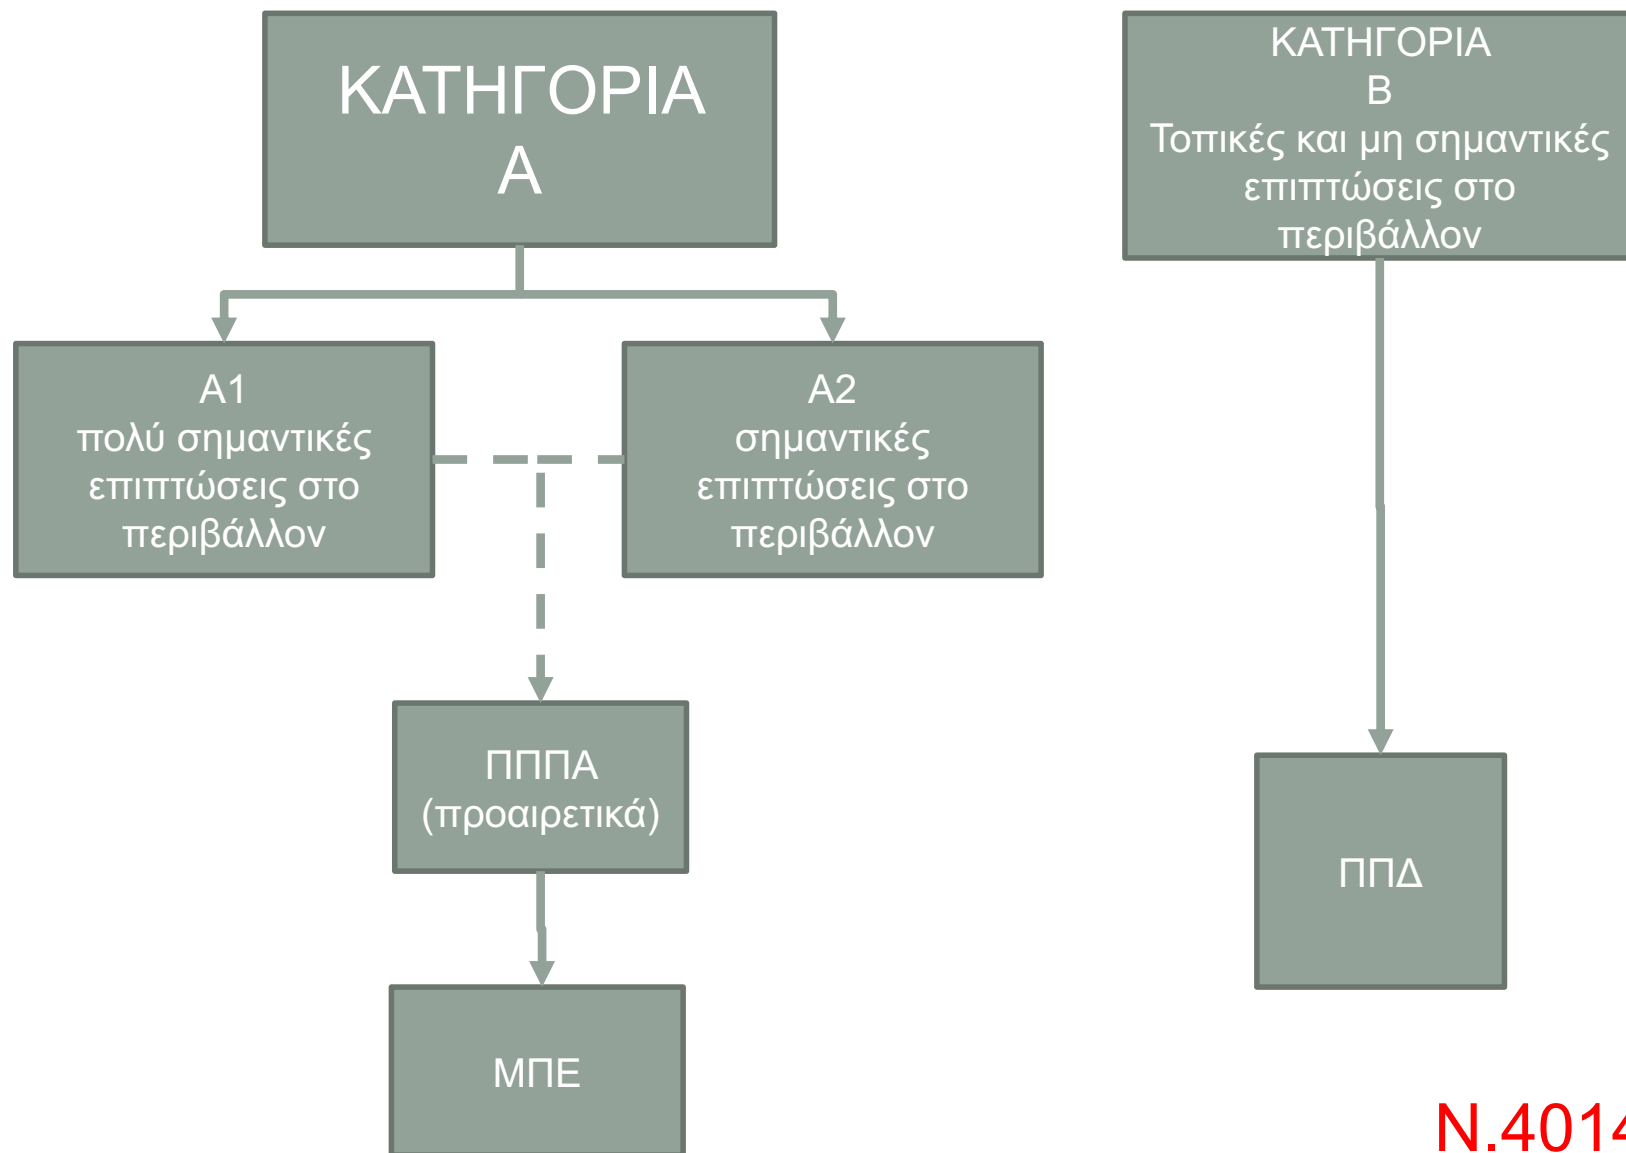 ΚΑΤΗΓΟΡΙΑ
Α
ΚΑΤΗΓΟΡΙΑ
Β
Τοπικές και μη σημαντικές
επιπτώσεις στο
περιβάλλον
Α1
πολύ σημαντικές
επιπτώσεις στο
περιβάλλον
Α2
σημαντικές
επιπτώσεις στο
περιβάλλον
ΠΠΠΑ
(προαιρετικά)
ΠΠΔ
ΜΠΕ
Ν.4014